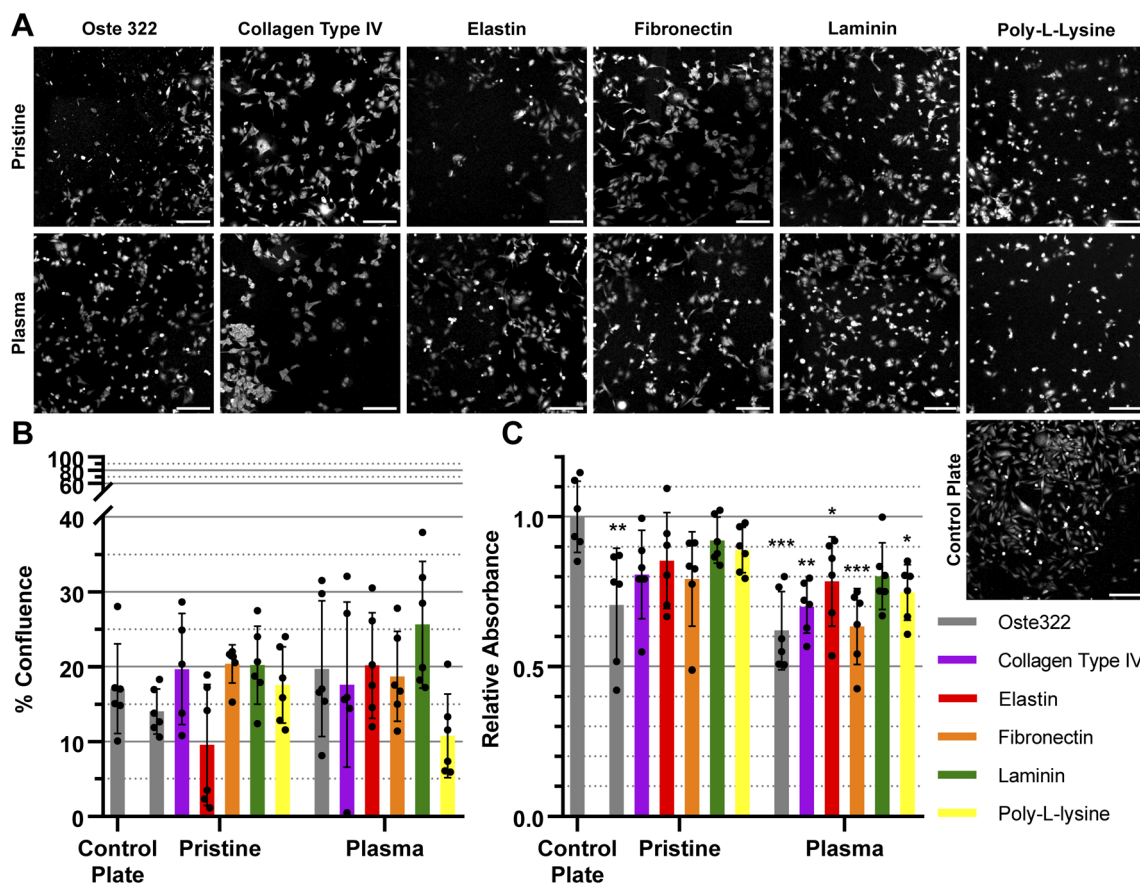 A
Oste 322
Collagen Type IV
Elastin
Fibronectin
Laminin
Poly-L-Lysine
Pristine
Plasma
B
% Confluence
100
80
60
40
30
20
10
0
Control
Plate
Pristine
Plasma
C
Relative Absorbance
1.0
0.5
0.0
**
***
**
*
***
*
Control
Plate
Pristine
Plasma
Control Plate
Oste322
Collagen Type IV
Elastin
Fibronectin
Laminin
Poly-L-lysine